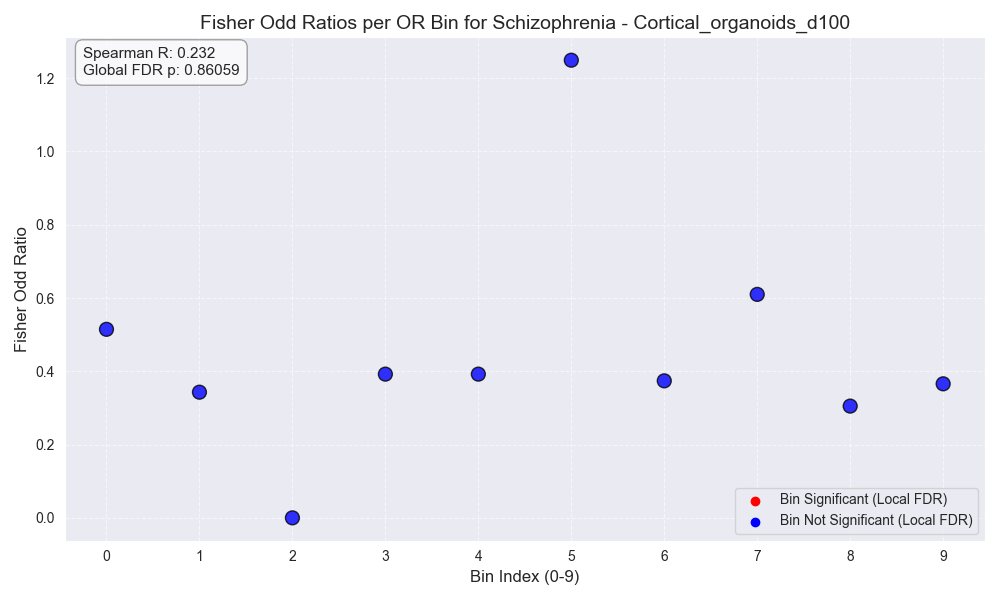 Fisher Odd Ratios per OR Bin for Schizophrenia - Cortical_organoids_d100
Spearman R: 0.232
Global FDR p: 0.86059
Fisher Odd Ratio
1.2
1.0
0.8
0.6
0.4
0.2
0.0
Bin Significant (Local FDR)
Bin Not Significant (Local FDR)
0 1 2 3 4 5 6 7 8 9
Bin Index (0-9)